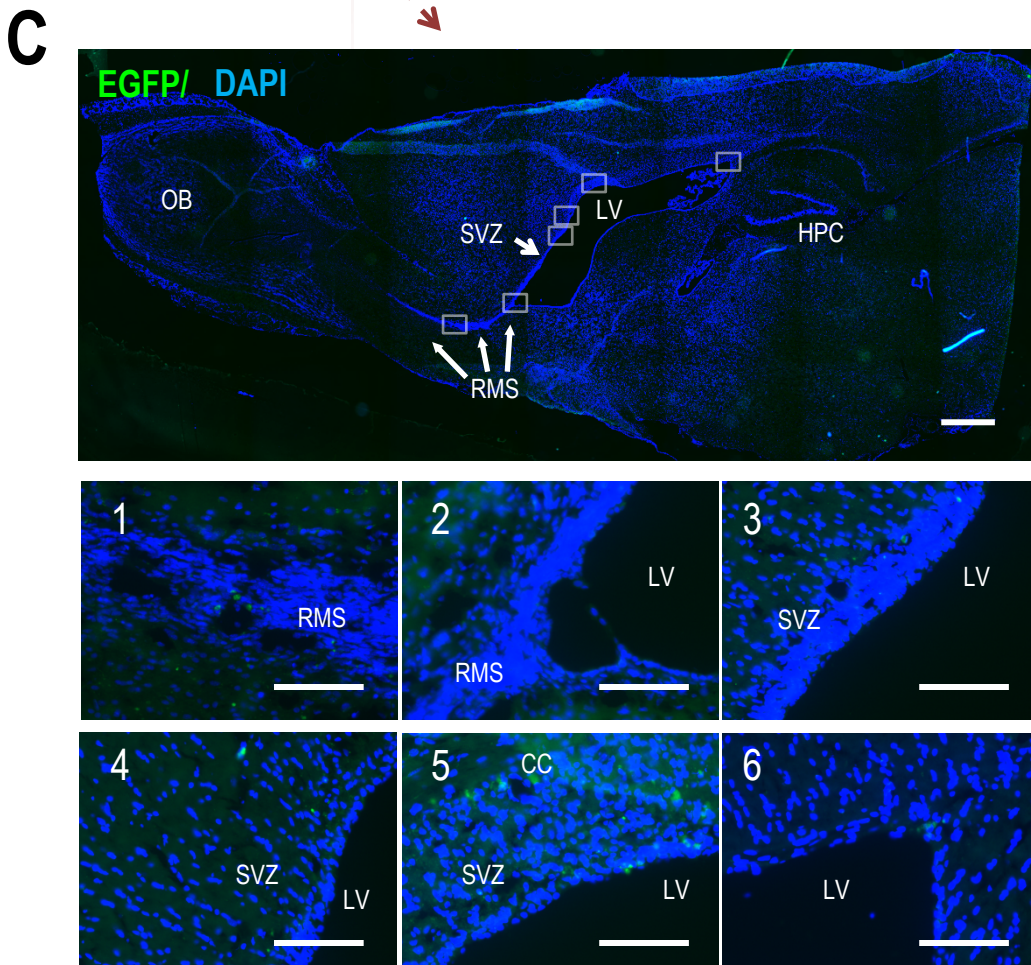 C
EGFP/ DAPI
OB
LV
SVZ
HPC
RMS
1
RMS
2
LV
RMS
3
LV
SVZ
4
SVZ
LV
5
CC
SVZ
LV
6
LV